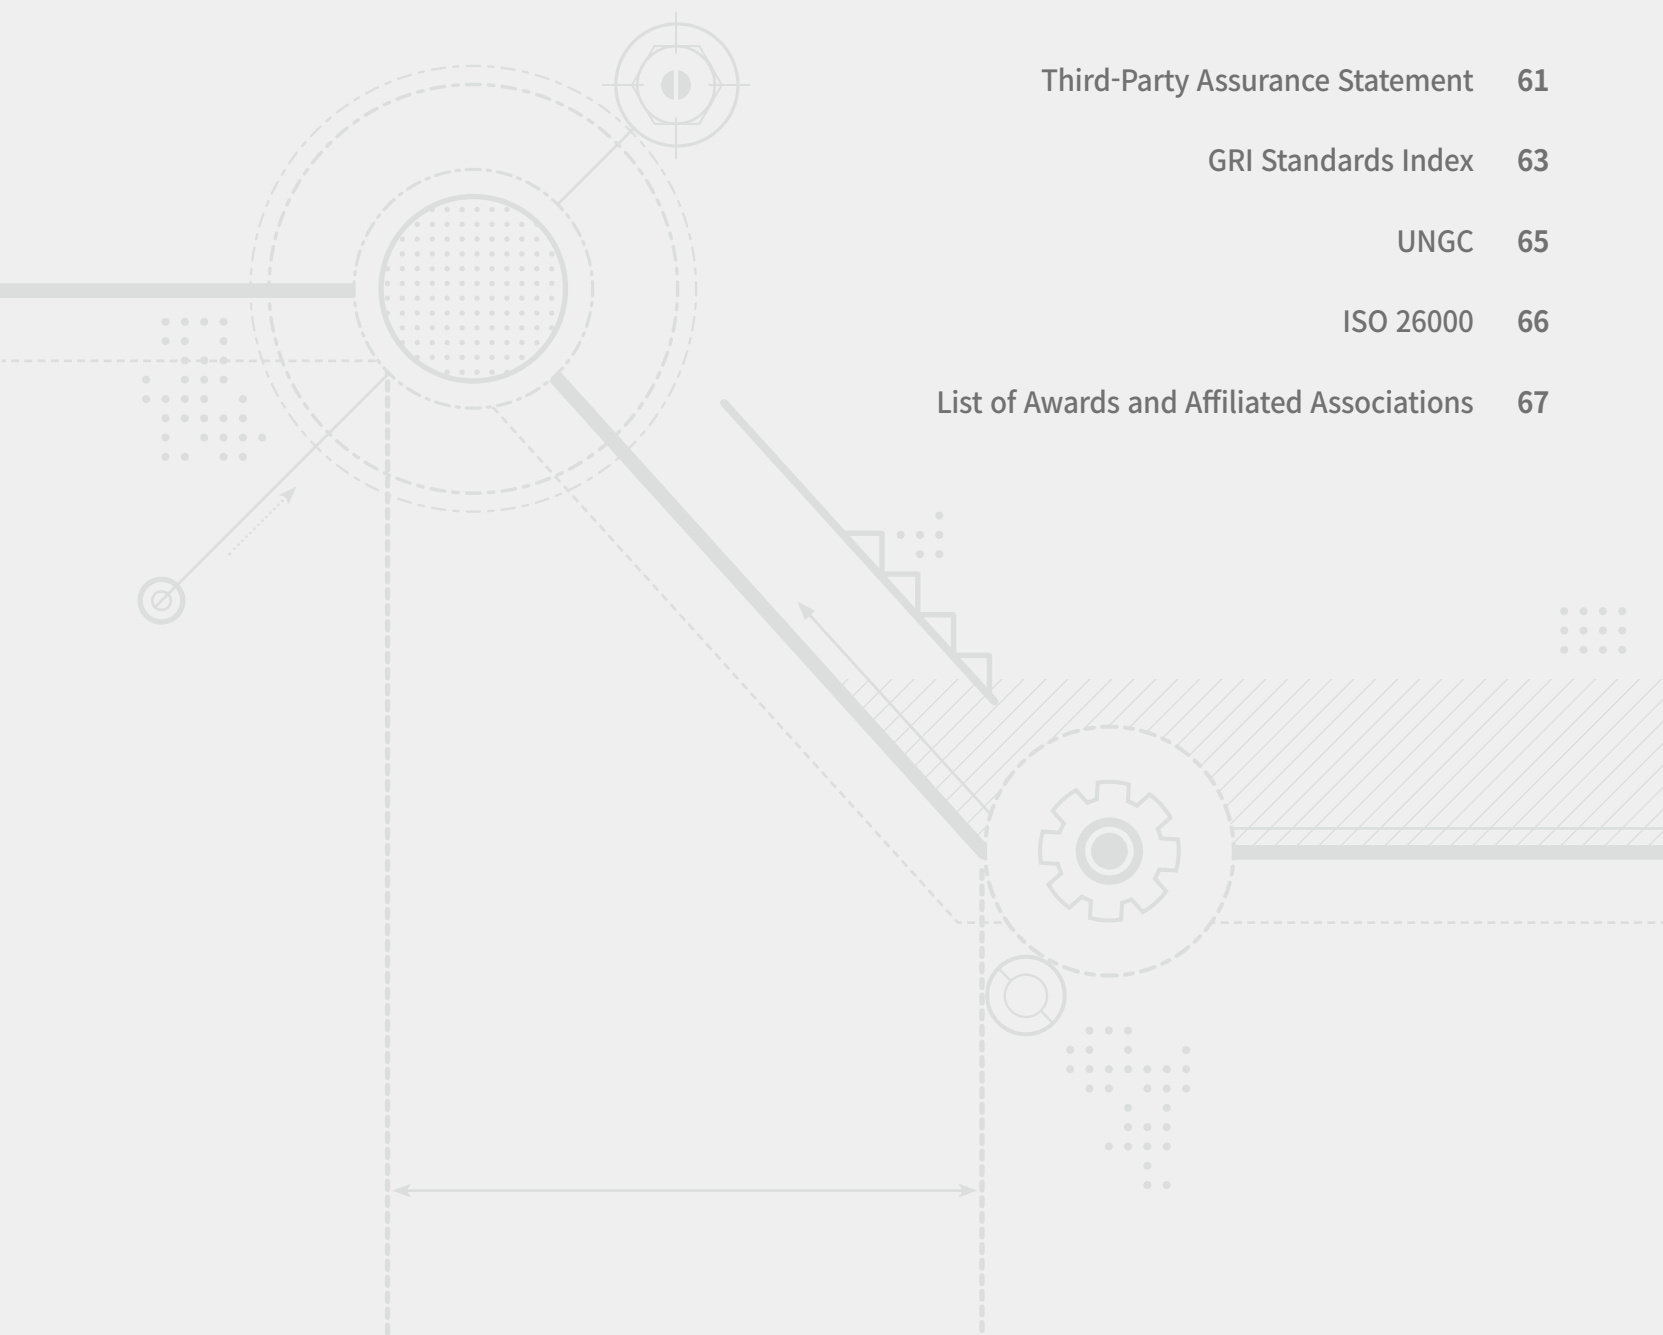 Third-Party Assurance Statement 61
GRI Standards Index 63
UNGC 65
ISO 26000 66
List of Awards and Affiliated Associations 67